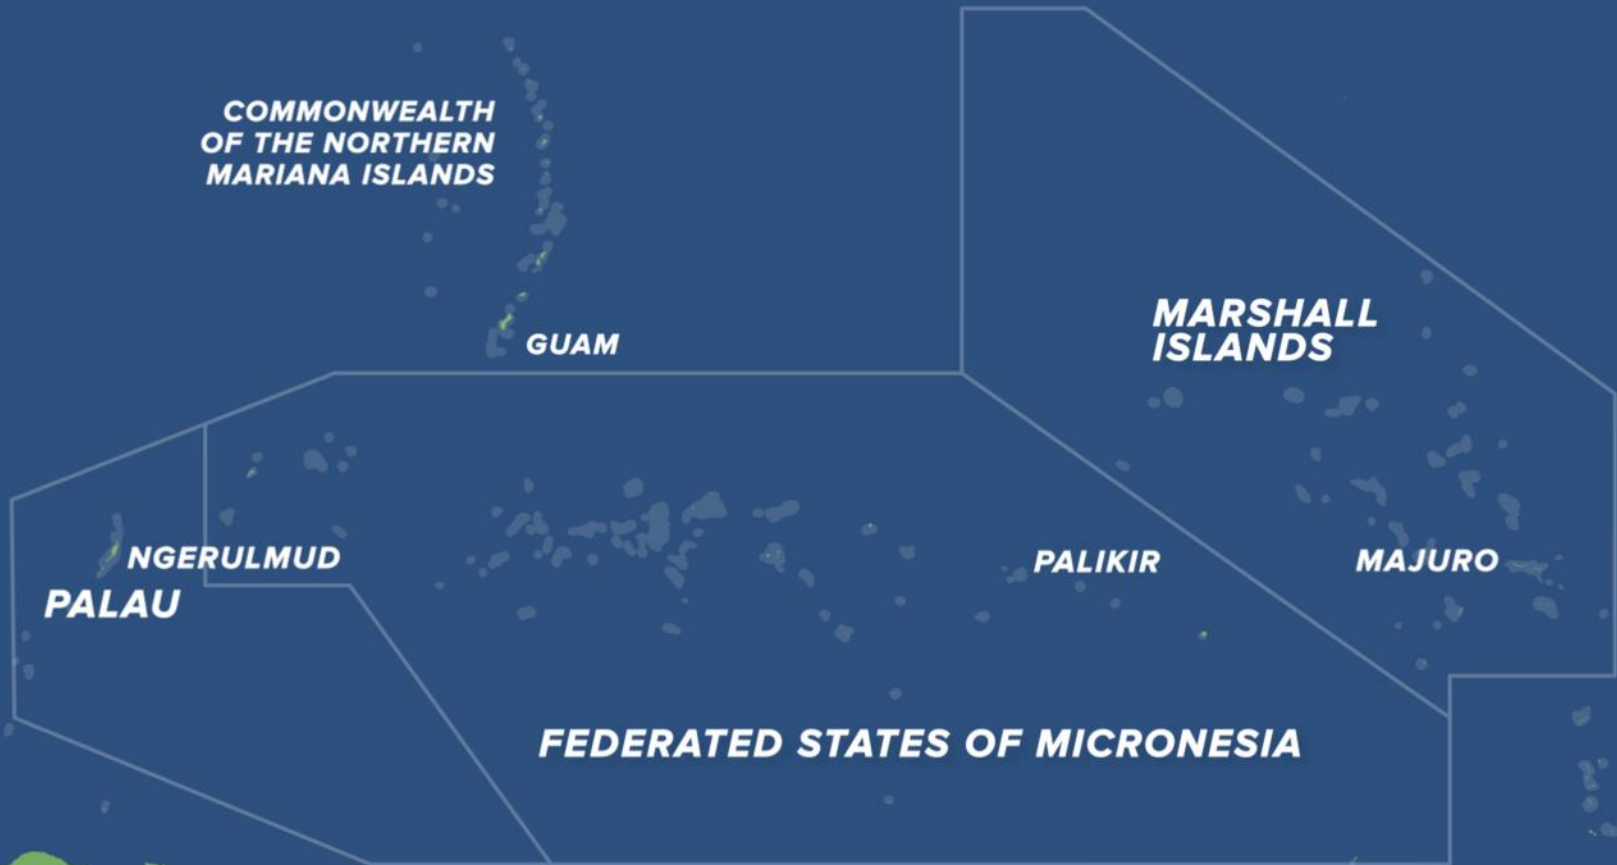 COMMONWEALTH
OF THE NORTHERN
MARIANA ISLANDS
GUAM
MARSHALL
ISLANDS
NGERULMUD
PALAU
PALIKIR
MAJURO
FEDERATED STATES OF MICRONESIA